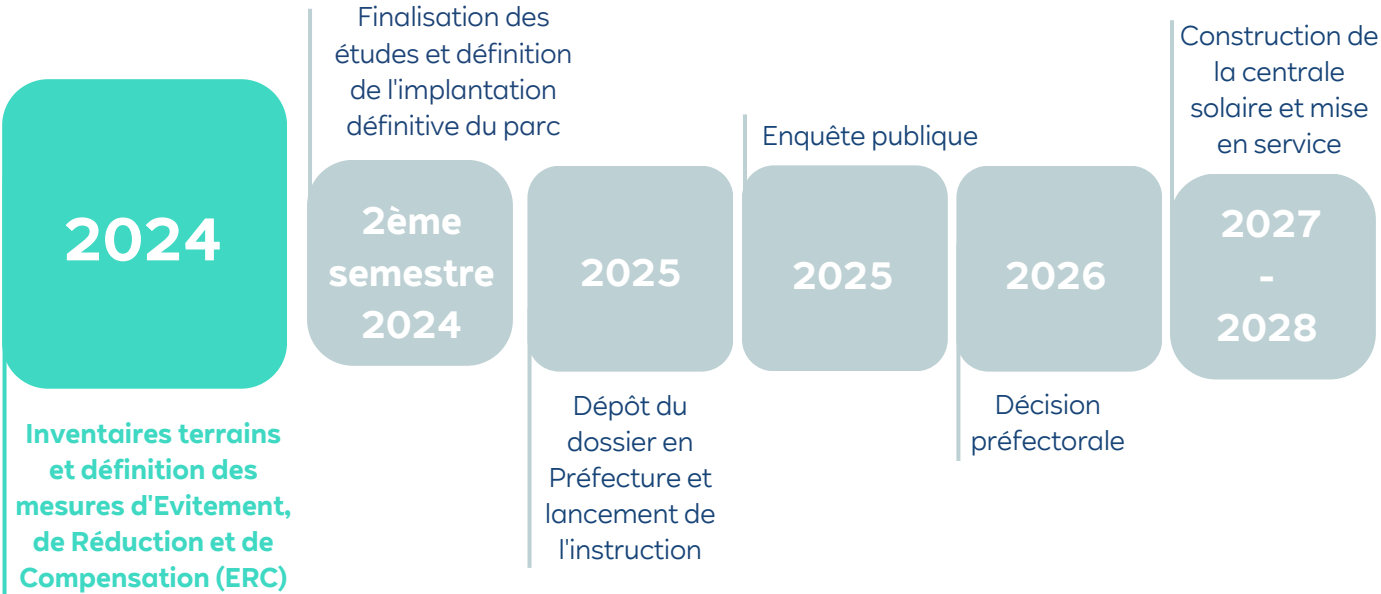 2024
Inventaires terrains
et définition des
mesures d'Evitement,
de Réduction et de
Compensation (ERC)
Finalisation des
études et définition
de l'implantation
définitive du parc
2ème
semestre
2024
2025
Dépôt du
dossier en
Préfecture et
lancement de
l'instruction
Enquête publique
2025
2026
Décision
préfectorale
Construction de
la centrale
solaire et mise
en service
2027
-
2028